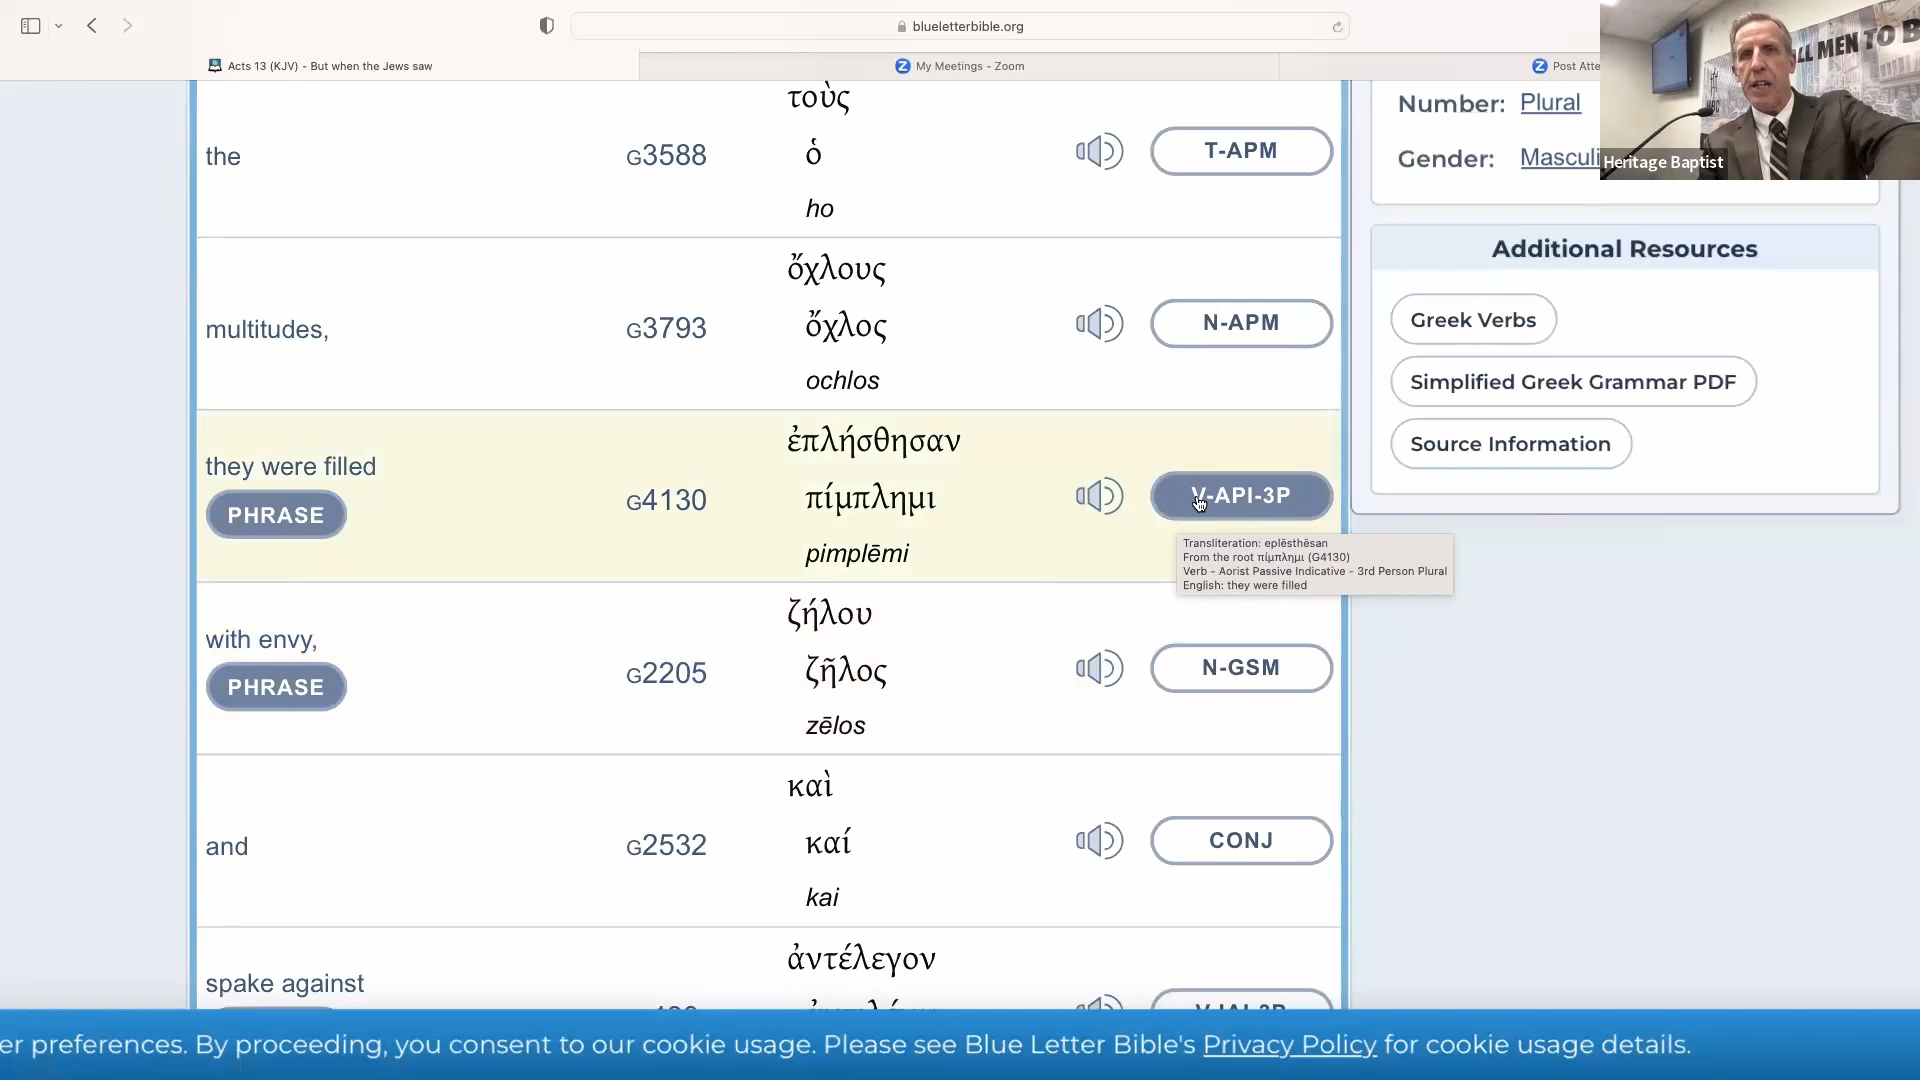 blueletterbible.org
Acts 13 (KJV) - But when the Jews saw
My Meetings - Zoom
Post Atte
LL MEN TO B
Heritage Baptist
τοὺς
the
G3588
ὁ
T-APM
ho
ὄχλους
multitudes,
G3793
ὄχλος
N-APM
ochlos
ἐπλήσθησαν
they were filled
PHRASE
G4130
πίμπλημι
V-API-3P
pimplēmi
Transliteration: eplēsthēsan
From the root πίμπλημι (G4130)
Verb - Aorist Passive Indicative - 3rd Person Plural
English: they were filled
ζήλου
with envy,
PHRASE
G2205
ζῆλος
N-GSM
zēlos
καὶ
and
G2532
καί
CONJ
kai
ἀντέλεγον
spake against
Number: Plural
Gender: Masculi
Additional Resources
Greek Verbs
Simplified Greek Grammar PDF
Source Information
er preferences. By proceeding, you consent to our cookie usage. Please see Blue Letter Bible's Privacy Policy for cookie usage details.